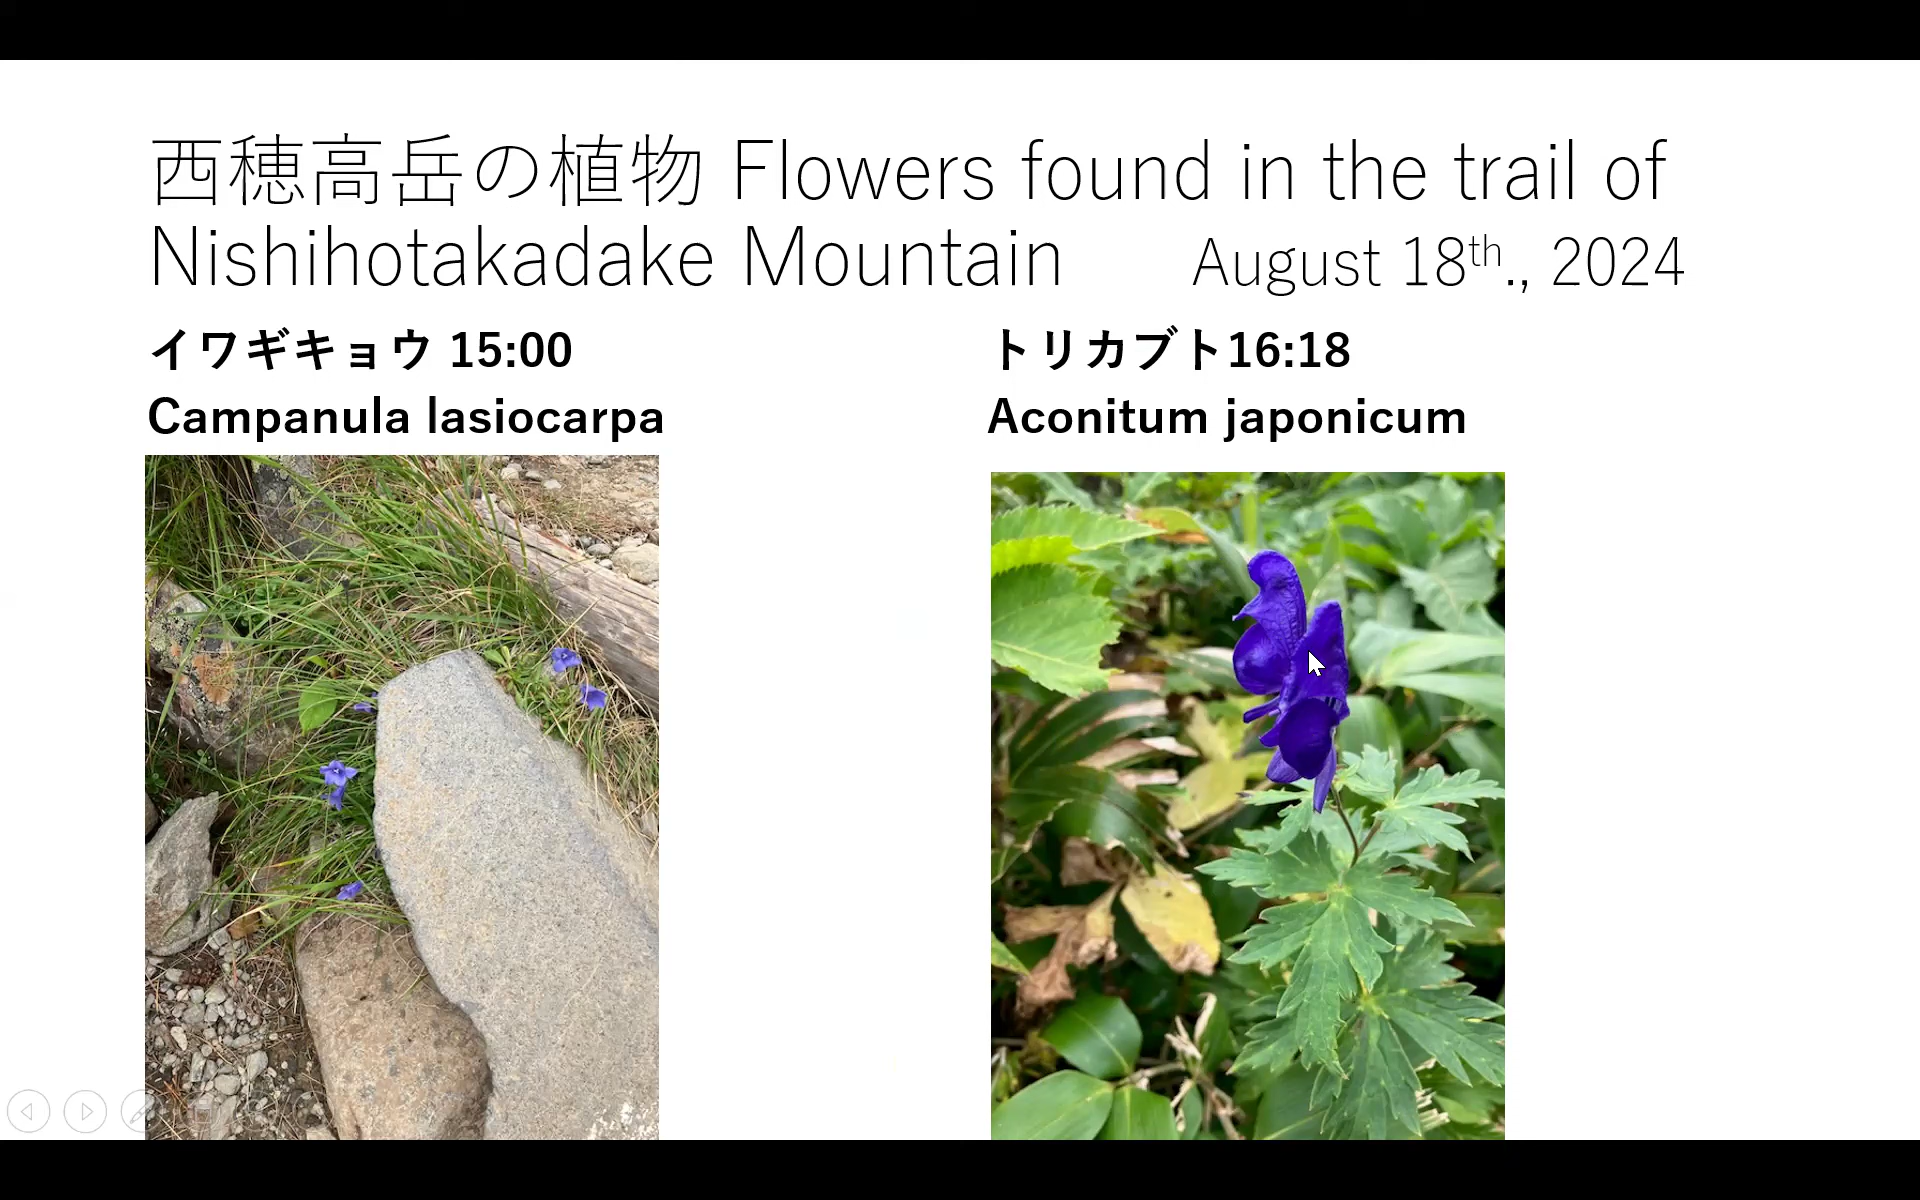 西穂高岳の植物 Flowers found in the trail of
Nishihotakadake Mountain August 18th., 2024
イワギキョウ 15:00
Campanula lasiocarpa
トリカブト16:18
Aconitum japonicum